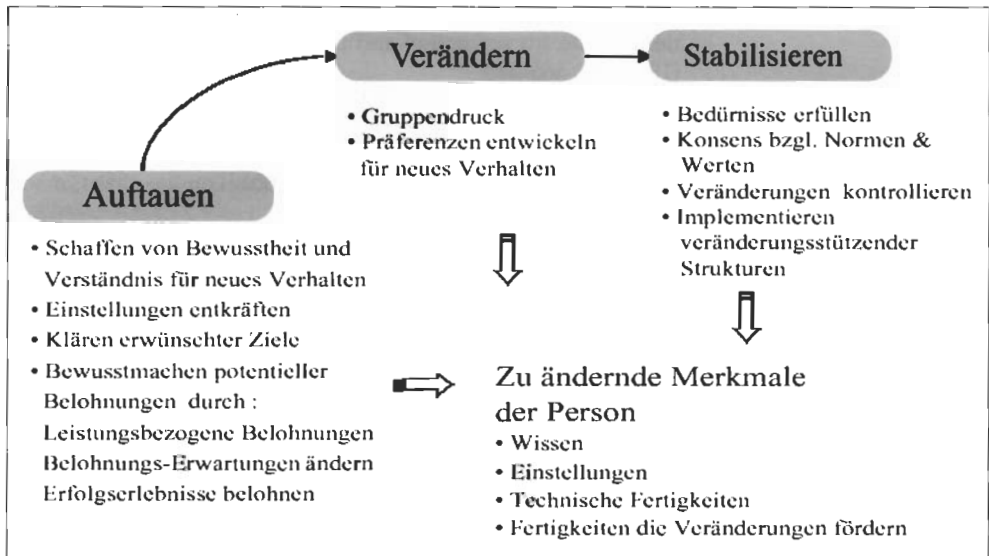 Auftauen
• Schaffen von Bewusstheit und
Verständnis für neues Verhalten
• Einstellungen entkräften
• Klären erwünschter Ziele
• Bewusstmachen potentieller
Belohnungen durch :
Leistungsbezogene Belohnungen
Belohnungs-Erwartungen ändern
Erfolgserlebnisse belohnen
Verändern
• Gruppendruck
• Präferenzen entwickeln
für neues Verhalten
Stabilisieren
• Bedürnisse erfüllen
• Konsens bzgl. Normen &
Werten
• Veränderungen kontrollieren
• Implementieren
veränderungsstützender
Strukturen
Zu ändernde Merkmale
der Person
• Wissen
• Einstellungen
• Technische Fertigkeiten
• Fertigkeiten die Veränderungen fördern